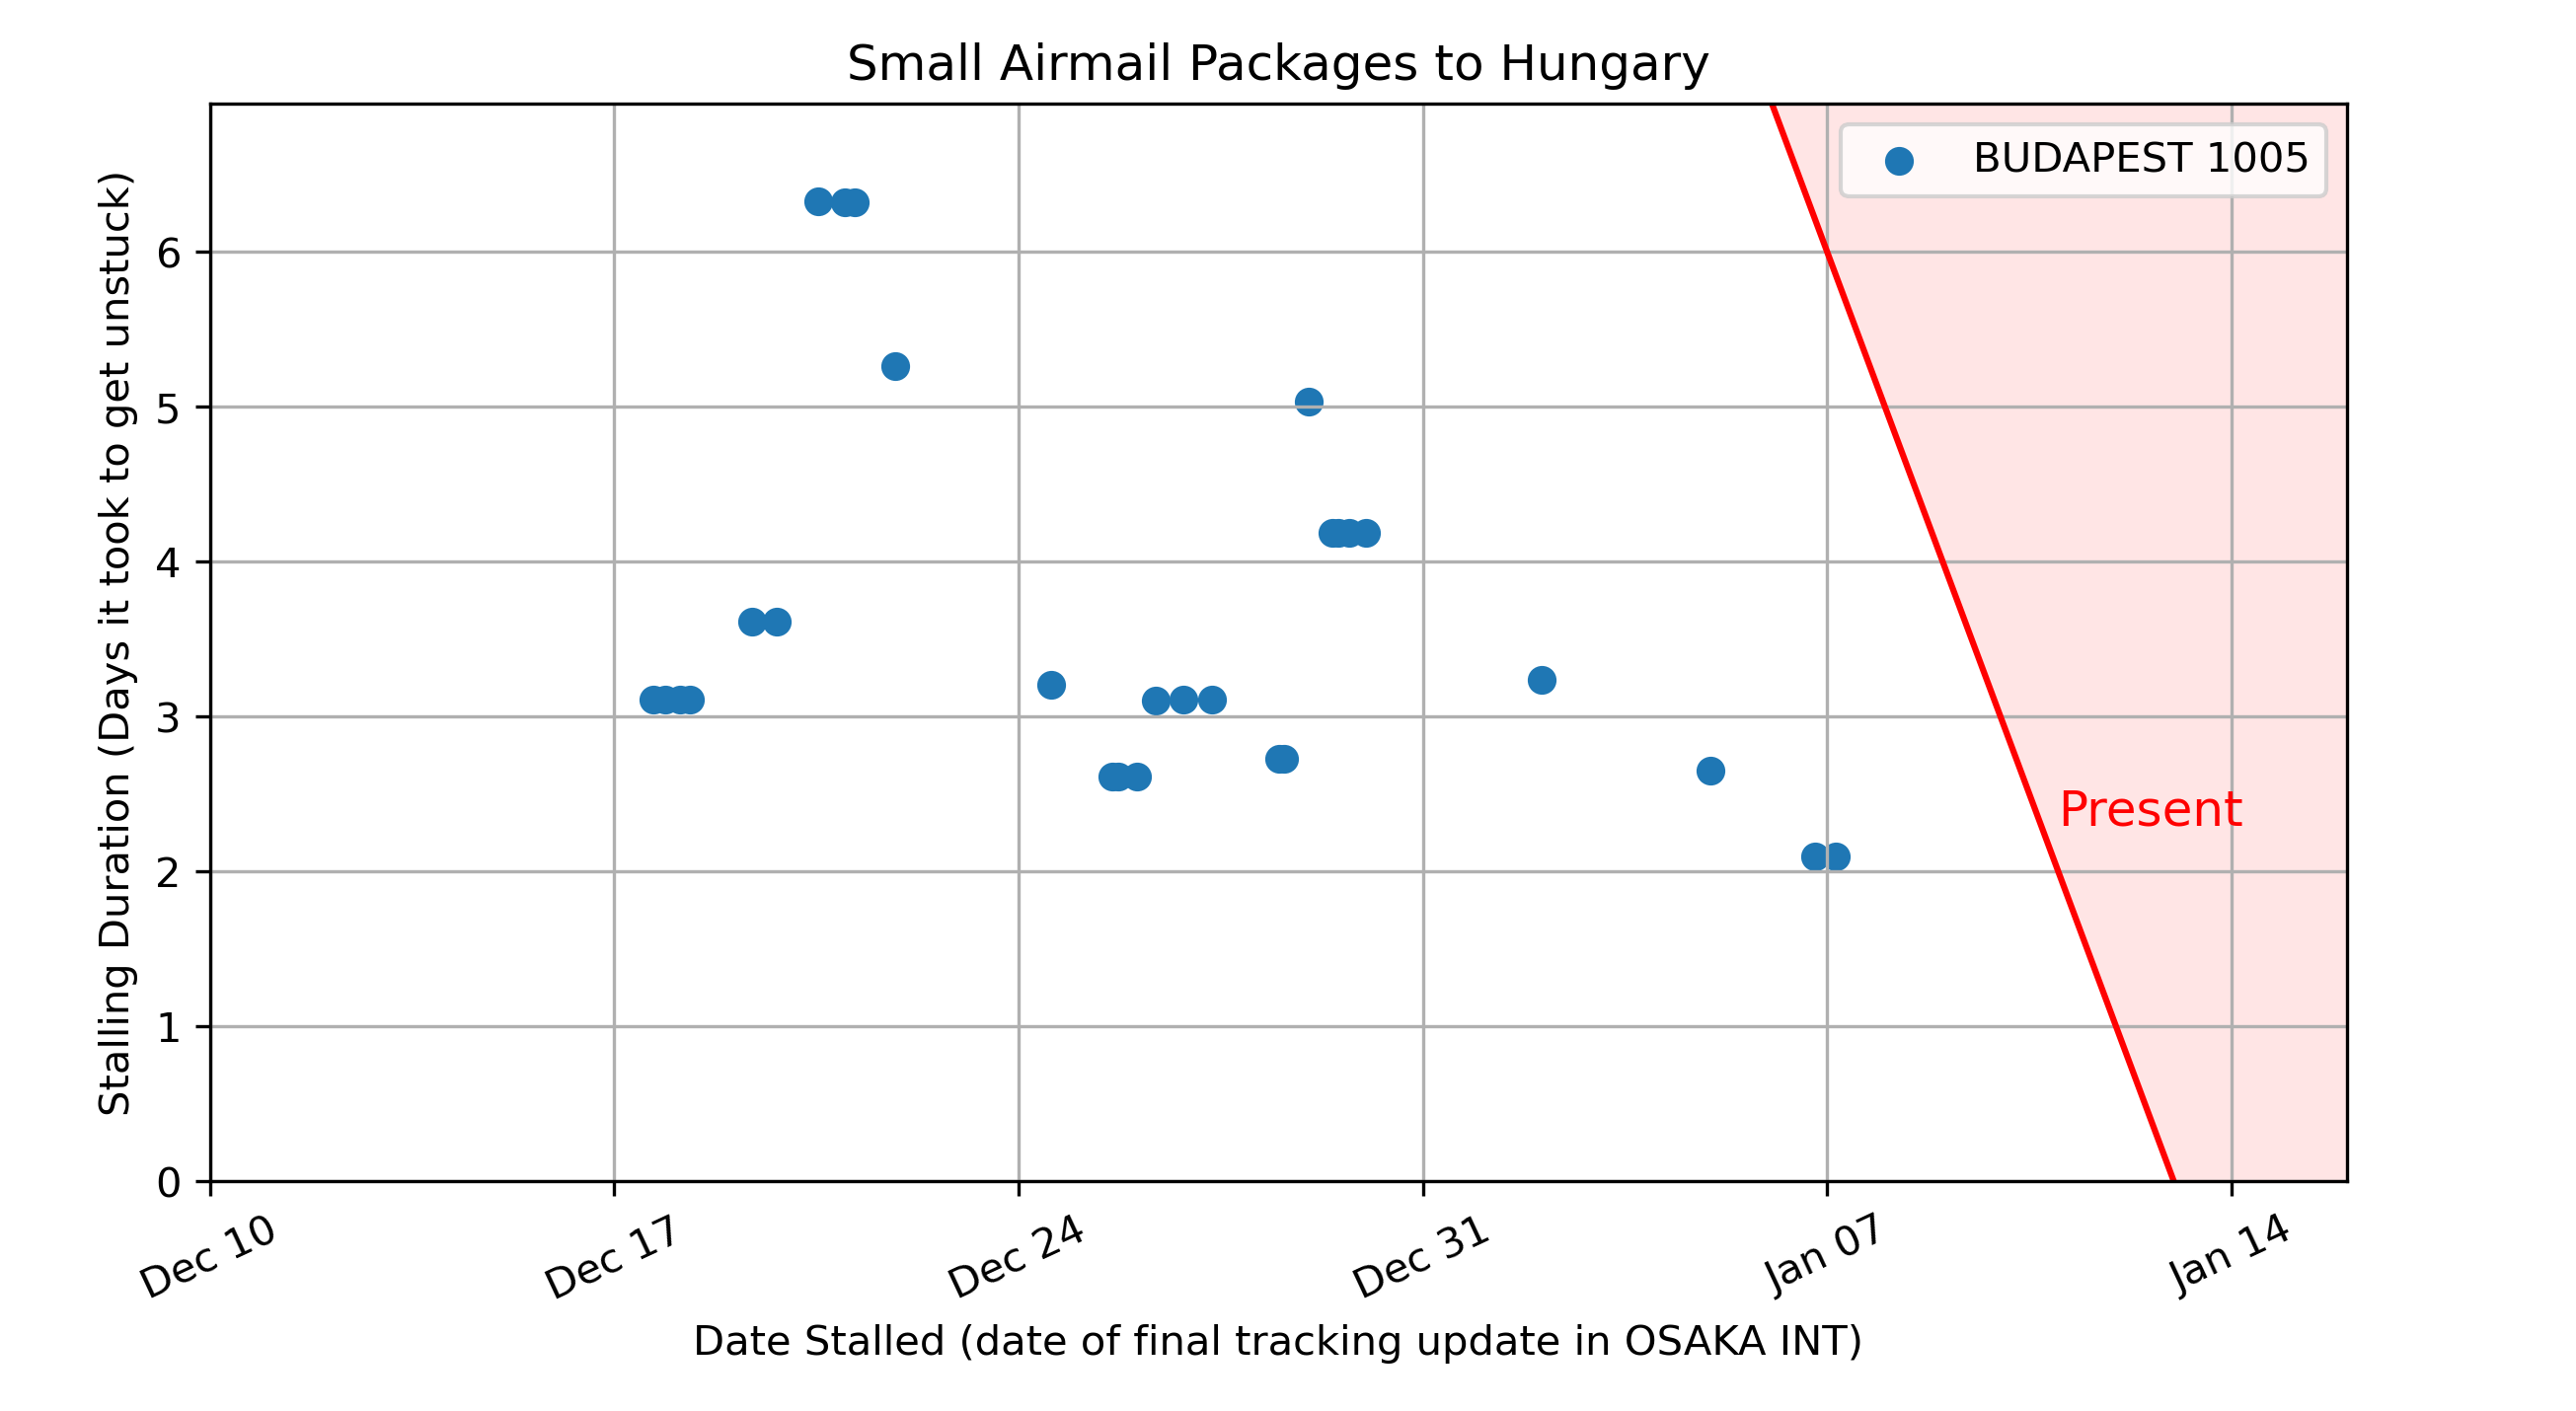 Small Airmail Packages to Hungary
BUDAPEST 1005
Stalling Duration (Days it took to get unstuck)
6
5
4
3
2
1
0
Present
Dec 10
Dec 17
Dec 24
Dec 31
Jan 07
Jan 14
Date Stalled (date of final tracking update in OSAKA INT)